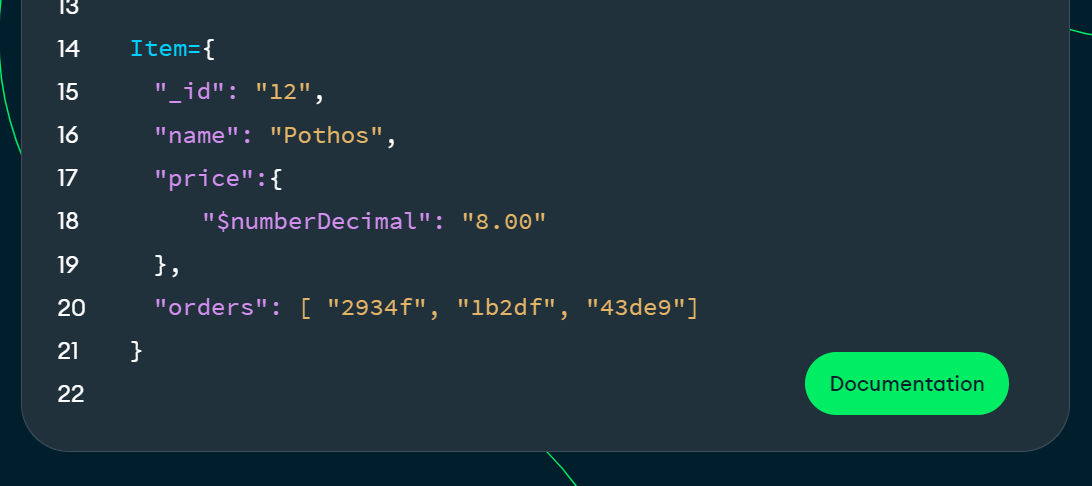 13
14 Item={
15 "_id": "12",
16 "name": "Pothos",
17 "price":{
18 "$numberDecimal": "8.00"
19 },
20 "orders": [ "2934f", "1b2df", "43de9"]
21 }
22
Documentation